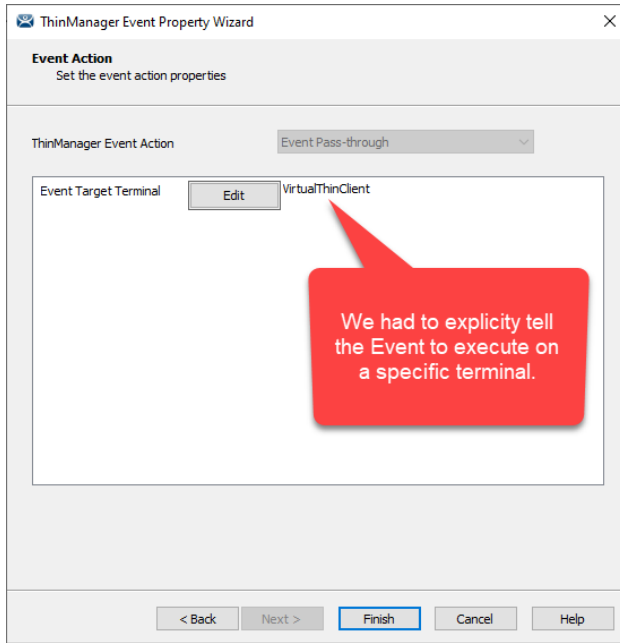 ThinManager Event Property Wizard
Event Action
Set the event action properties
ThinManager Event Action
Event Pass-through
Event Target Terminal
Edit
VirtualThinClient
We had to explicity tell
the Event to execute on
a specific terminal.
< Back
Next >
Finish
Cancel
Help